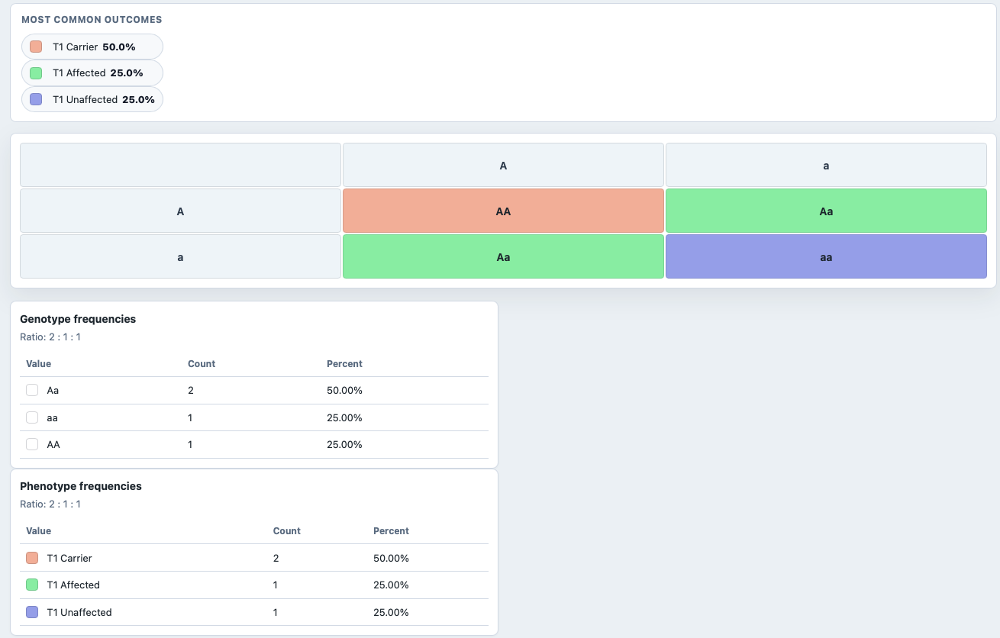 MOST COMMON OUTCOMES
T1 Carrier 50.0%
T1 Affected 25.0%
T1 Unaffected 25.0%
A a
A AA Aa
a Aa aa
Genotype frequencies
Ratio: 2 : 1 : 1
Value Count Percent
Aa 2 50.00%
aa 1 25.00%
AA 1 25.00%
Phenotype frequencies
Ratio: 2 : 1 : 1
Value Count Percent
T1 Carrier 2 50.00%
T1 Affected 1 25.00%
T1 Unaffected 1 25.00%